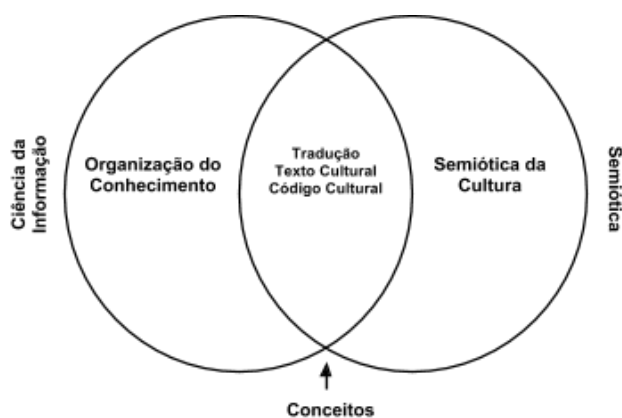 Ciência da
Informação
Organização do
Conhecimento
Tradução
Texto Cultural
Código Cultural
Semiótica da
Cultura
Semiótica
Conceitos